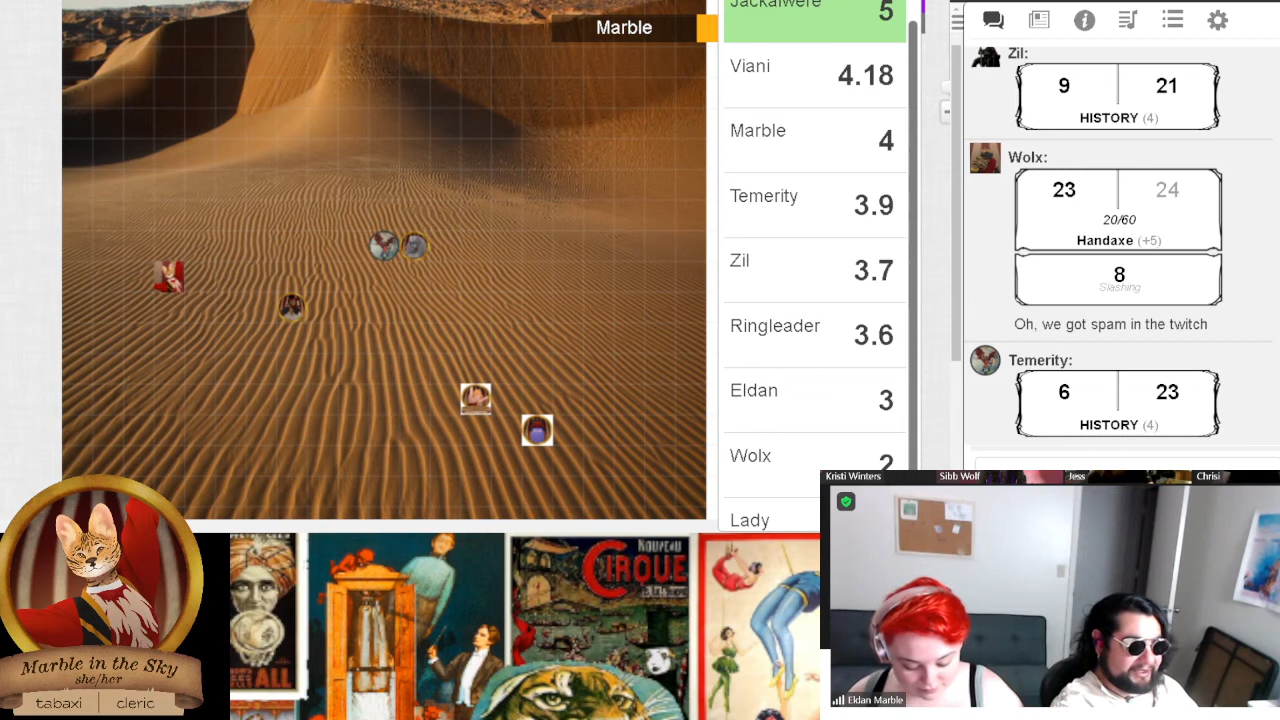 Marble
Jackalwere
5
Viani
4.18
Marble
4
Temerity
3.9
Zil
3.7
Ringleader
3.6
Eldan
3
Wolx
2
Lady
Zil:
9
21
HISTORY (4)
Wolx:
23
24
20/60
Handaxe (+5)
8
Slashing
Oh, we got spam in the twitch
Temerity:
6
23
HISTORY (4)
Kristi Winters
Sibb Wolf
Jess
Chrisi
Eldan Marble
Marble in the Sky
she/her
tabaxi
cleric
ALL
NOUVEAU
CIRQUE